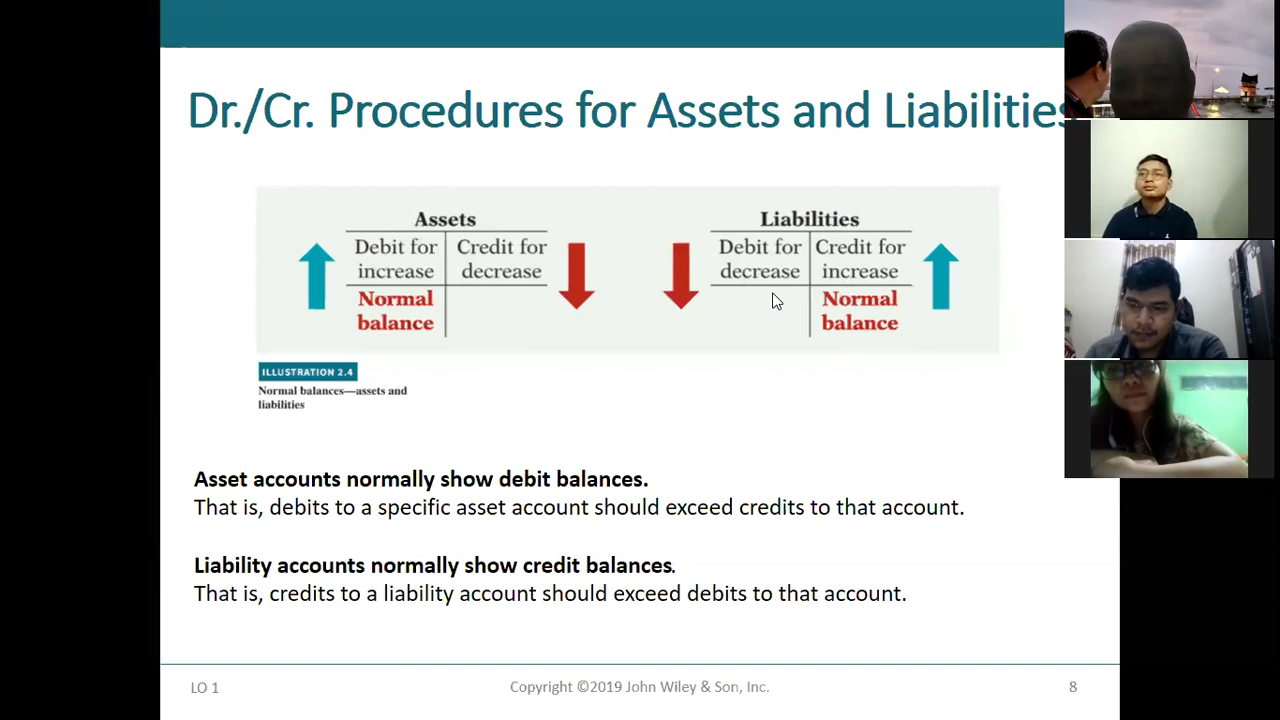 Dr./Cr. Procedures for Assets and Liabilities
Assets
Debit for
increase
Credit for
decrease
Normal
balance
Liabilities
Debit for
decrease
Credit for
increase
Normal
balance
ILLUSTRATION 2.4
Normal balances—assets and
liabilities
Asset accounts normally show debit balances.
That is, debits to a specific asset account should exceed credits to that account.
Liability accounts normally show credit balances.
That is, credits to a liability account should exceed debits to that account.
LO 1
Copyright ©2019 John Wiley & Son, Inc.
8